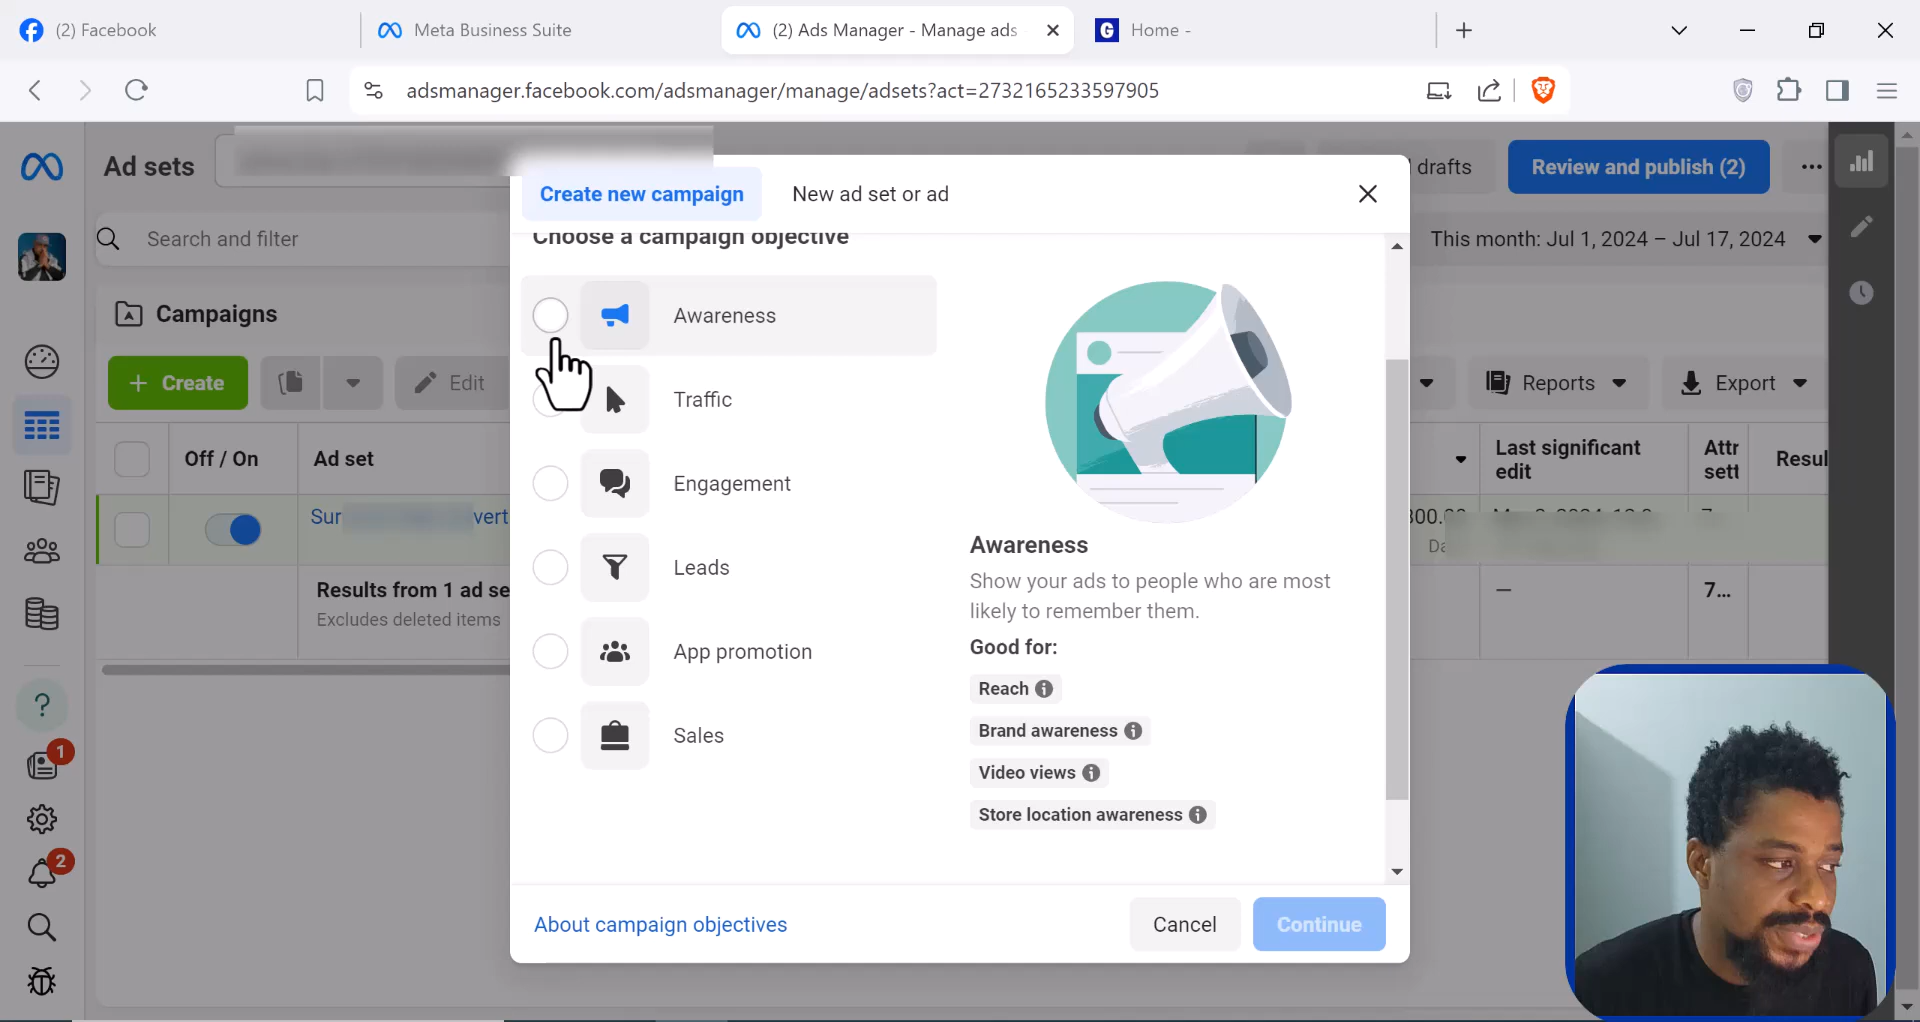 (2) Facebook
Meta Business Suite
(2) Ads Manager - Manage ads
G
Home -
adsmanager.facebook.com/adsmanager/manage/adsets?act=2732165233597905
Ad sets
drafts
Review and publish (2)
Create new campaign
New ad set or ad
Search and filter
Choose a campaign objective
This month: Jul 1, 2024 – Jul 17, 2024
Campaigns
Awareness
Create
Edit
Traffic
Reports
Export
Off / On
Ad set
Last significant
edit
Attr
sett
Resul
Engagement
Sur
vert
Leads
Results from 1 ad se
Excludes deleted items
—
7...
App promotion
Sales
Awareness
Show your ads to people who are most
likely to remember them.
Good for:
Reach
Brand awareness
Video views
Store location awareness
?
1
2
About campaign objectives
Cancel
Continue